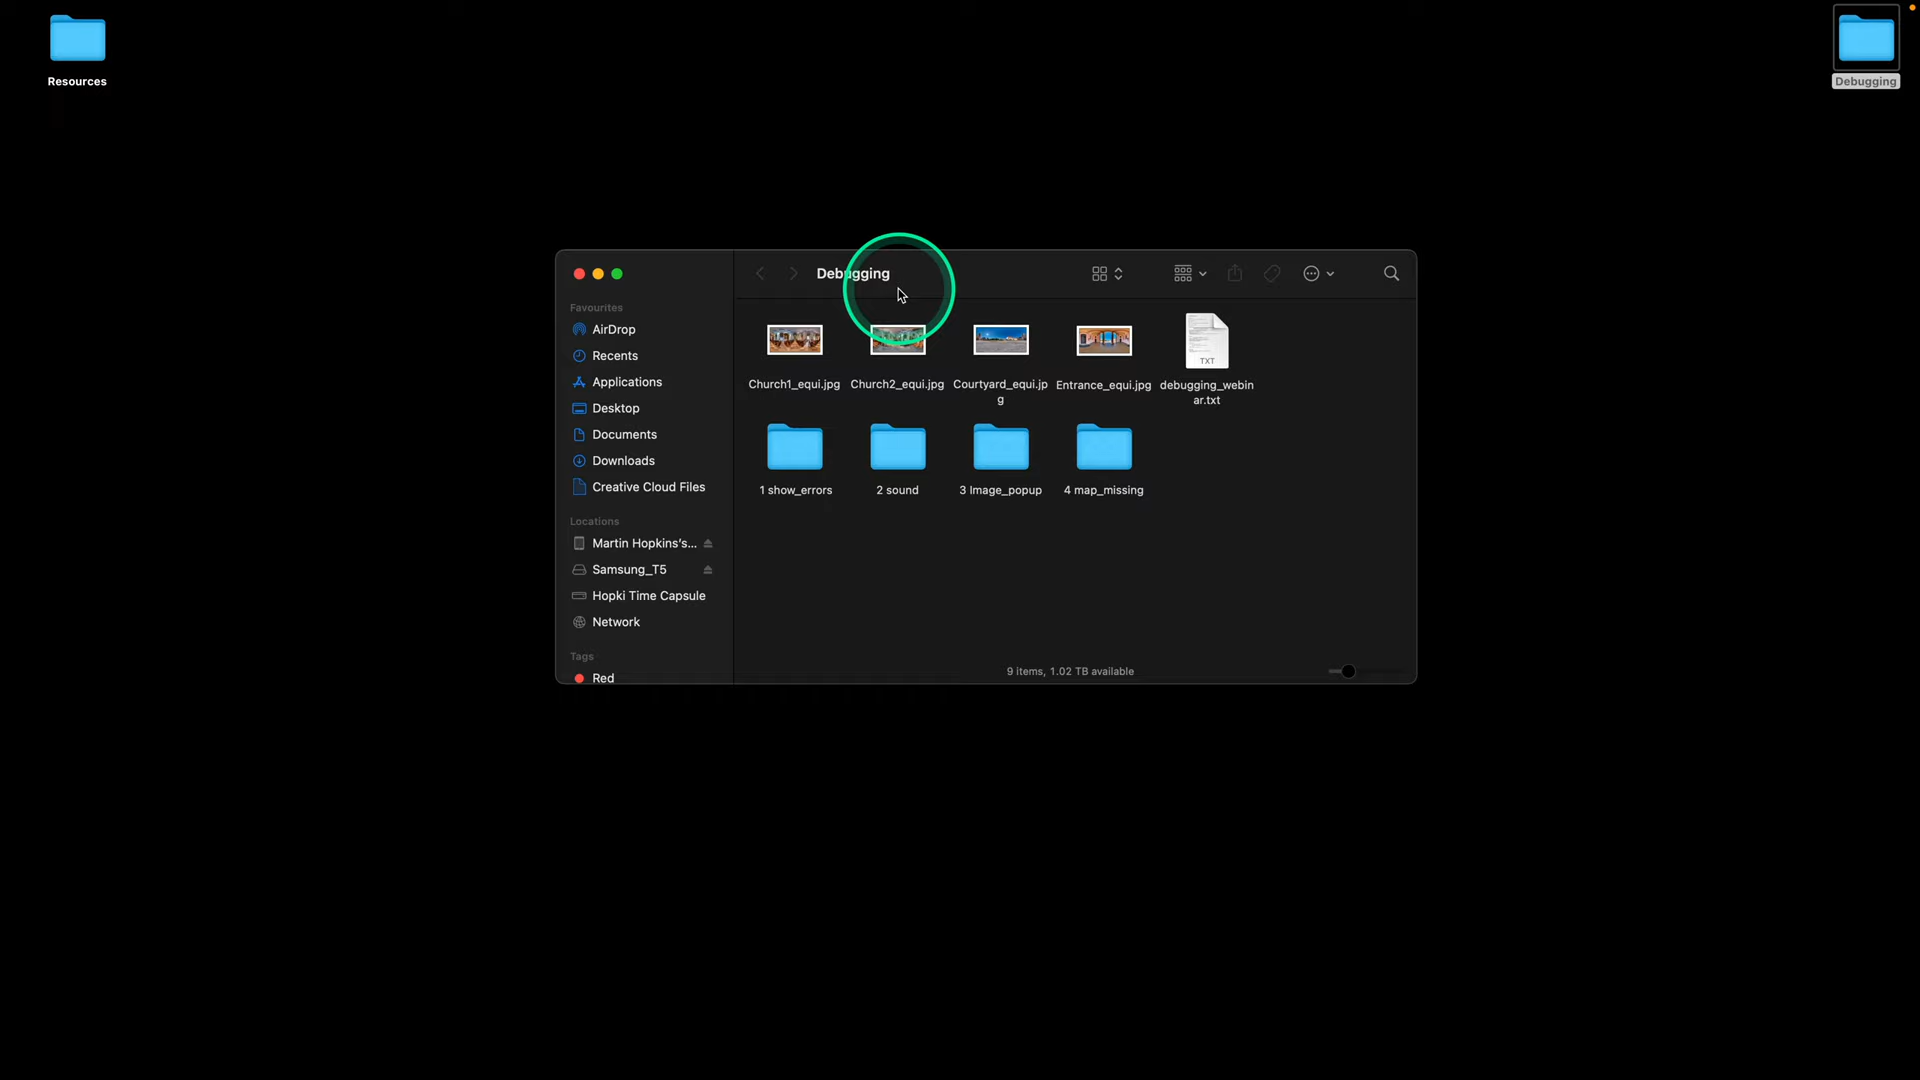 Resources
Debugging
Debugging
Favourites
AirDrop
Recents
Applications
Desktop
Documents
Downloads
Creative Cloud Files
Locations
Martin Hopkins's...
Samsung_T5
Hopki Time Capsule
Network
Tags
Red
Church1_equi.jpg
Church2_equi.jpg
Courtyard_equi.jp
g
Entrance_equi.jpg
TXT
debugging_webin
ar.txt
1 show_errors
2 sound
3 Image_popup
4 map_missing
9 items, 1.02 TB available